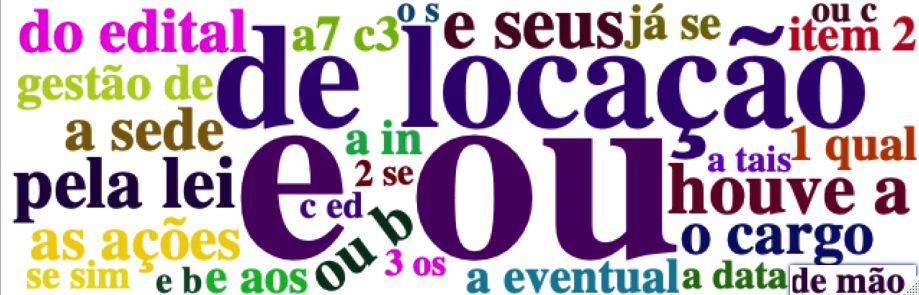 do edital
a7 c3
o s
e seus
já se
ou c
item 2
gestão de
de locação
a sede
a in
1 qual
pela lei
e ou
2 se
a tais
houve a
c ed
as ações
ou b
o cargo
se sim
e b
e aos
3 os
a eventual
a data
de mão